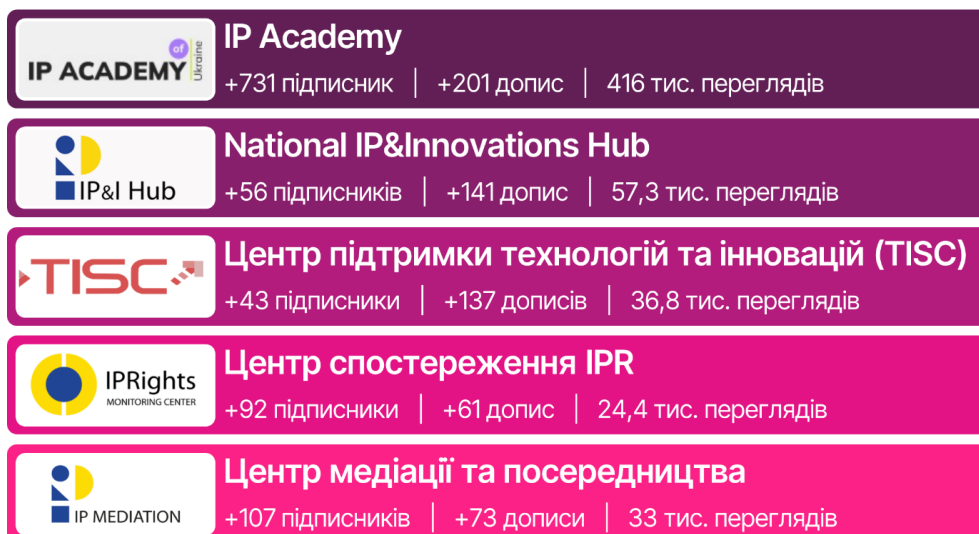 IP ACADEMY of Ukraine
IP Academy
+731 підписник | +201 допис | 416 тис. переглядів
IP&I Hub
National IP&Innovations Hub
+56 підписників | +141 допис | 57,3 тис. переглядів
TISC
Центр підтримки технологій та інновацій (TISC)
+43 підписники | +137 дописів | 36,8 тис. переглядів
IPRights
MONITORING CENTER
Центр спостереження IPR
+92 підписники | +61 допис | 24,4 тис. переглядів
IP MEDIATION
Центр медіації та посередництва
+107 підписників | +73 дописи | 33 тис. переглядів